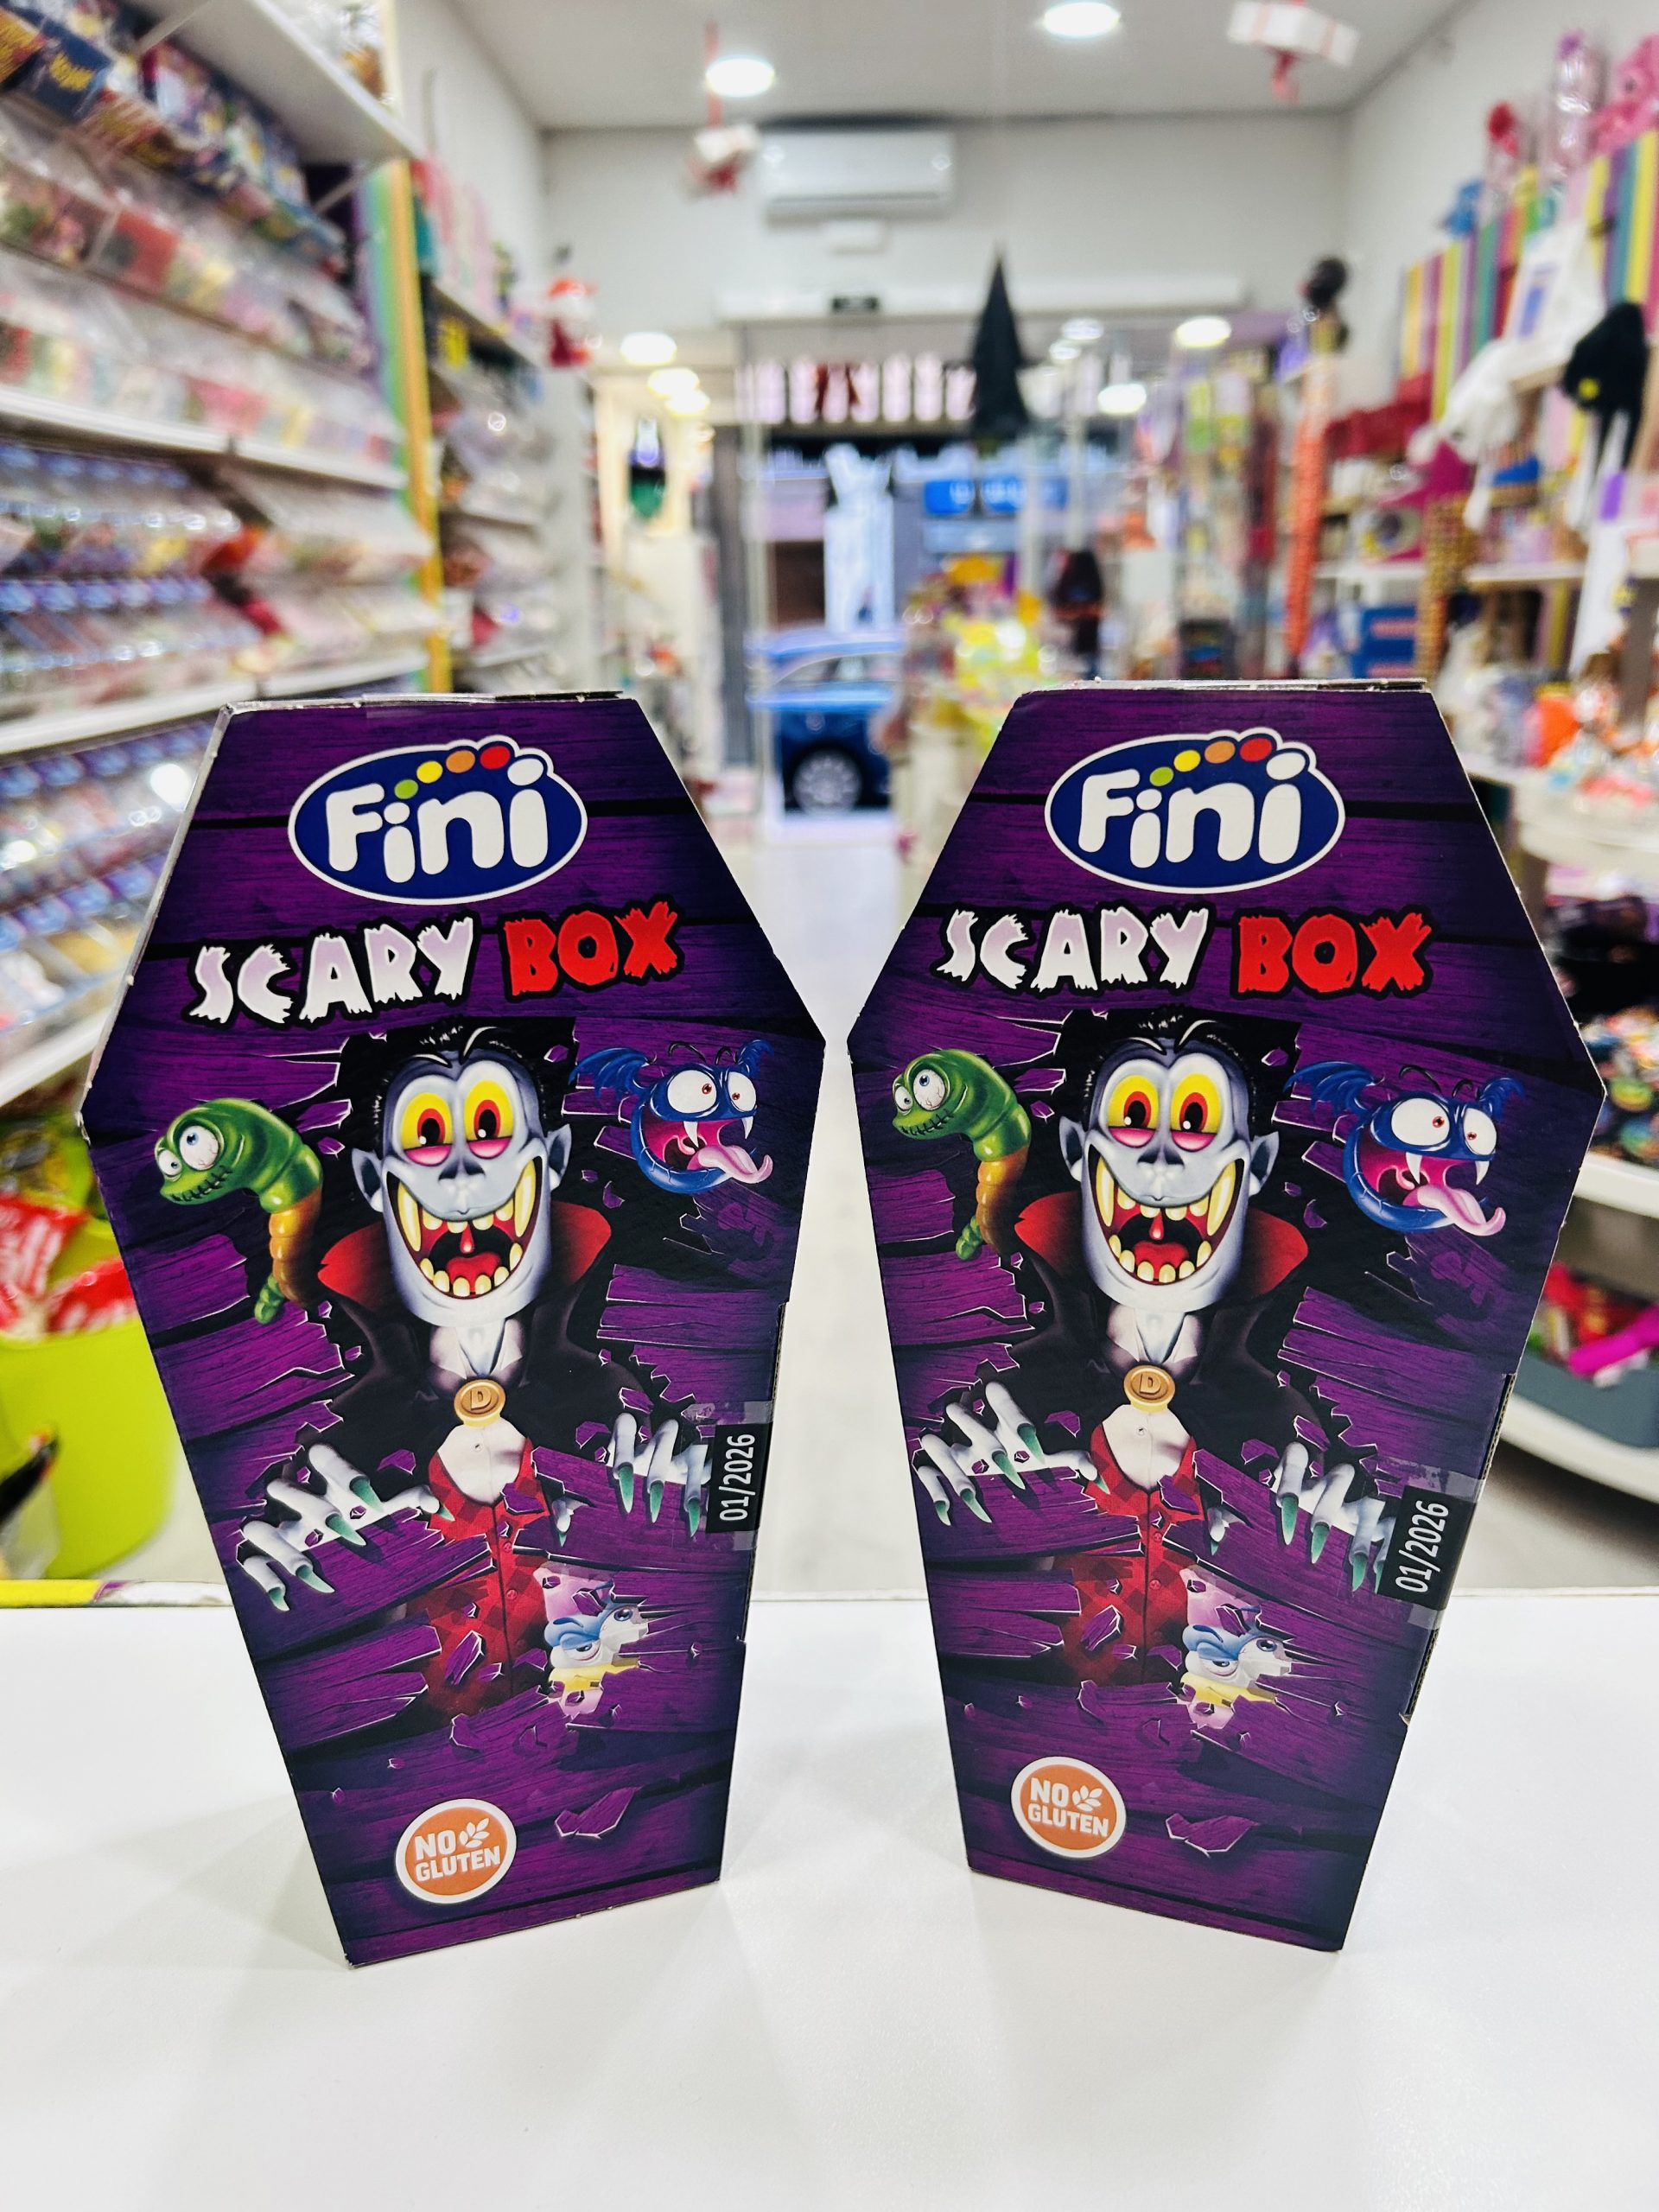 Fini
SCARY BOX
D
01/2026
NO
GLUTEN
Fini
SCARY BOX
D
01/2026
NO
GLUTEN